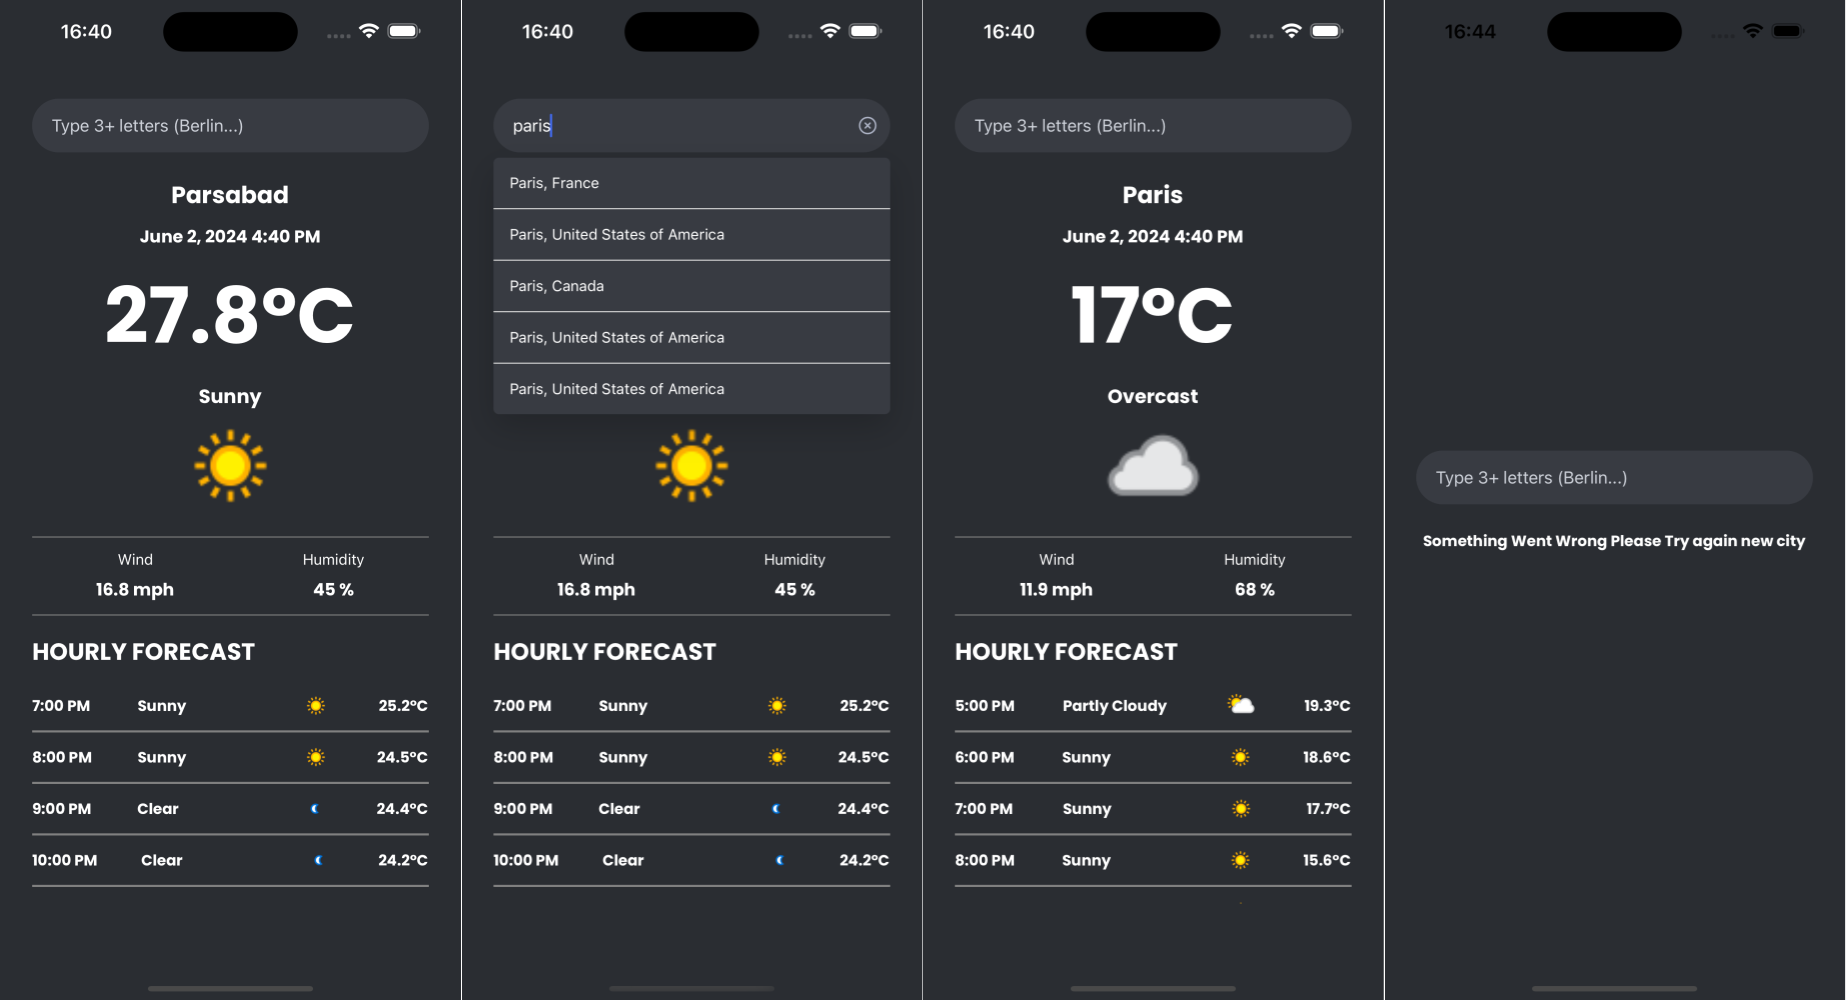 16:40
Type 3+ letters (Berlin...)
Parsabad
June 2, 2024 4:40 PM
27.8°C
Sunny
Wind Humidity
16.8 mph 45 %
HOURLY FORECAST
7:00 PM Sunny 25.2°C
8:00 PM Sunny 24.5°C
9:00 PM Clear 24.4°C
10:00 PM Clear 24.2°C
16:40
paris
Paris, France
Paris, United States of America
Paris, Canada
Paris, United States of America
Paris, United States of America
Wind Humidity
16.8 mph 45 %
HOURLY FORECAST
7:00 PM Sunny 25.2°C
8:00 PM Sunny 24.5°C
9:00 PM Clear 24.4°C
10:00 PM Clear 24.2°C
16:40
Type 3+ letters (Berlin...)
Paris
June 2, 2024 4:40 PM
17°C
Overcast
Wind Humidity
11.9 mph 68 %
HOURLY FORECAST
5:00 PM Partly Cloudy 19.3°C
6:00 PM Sunny 18.6°C
7:00 PM Sunny 17.7°C
8:00 PM Sunny 15.6°C
16:44
Type 3+ letters (Berlin...)
Something Went Wrong Please Try again new city